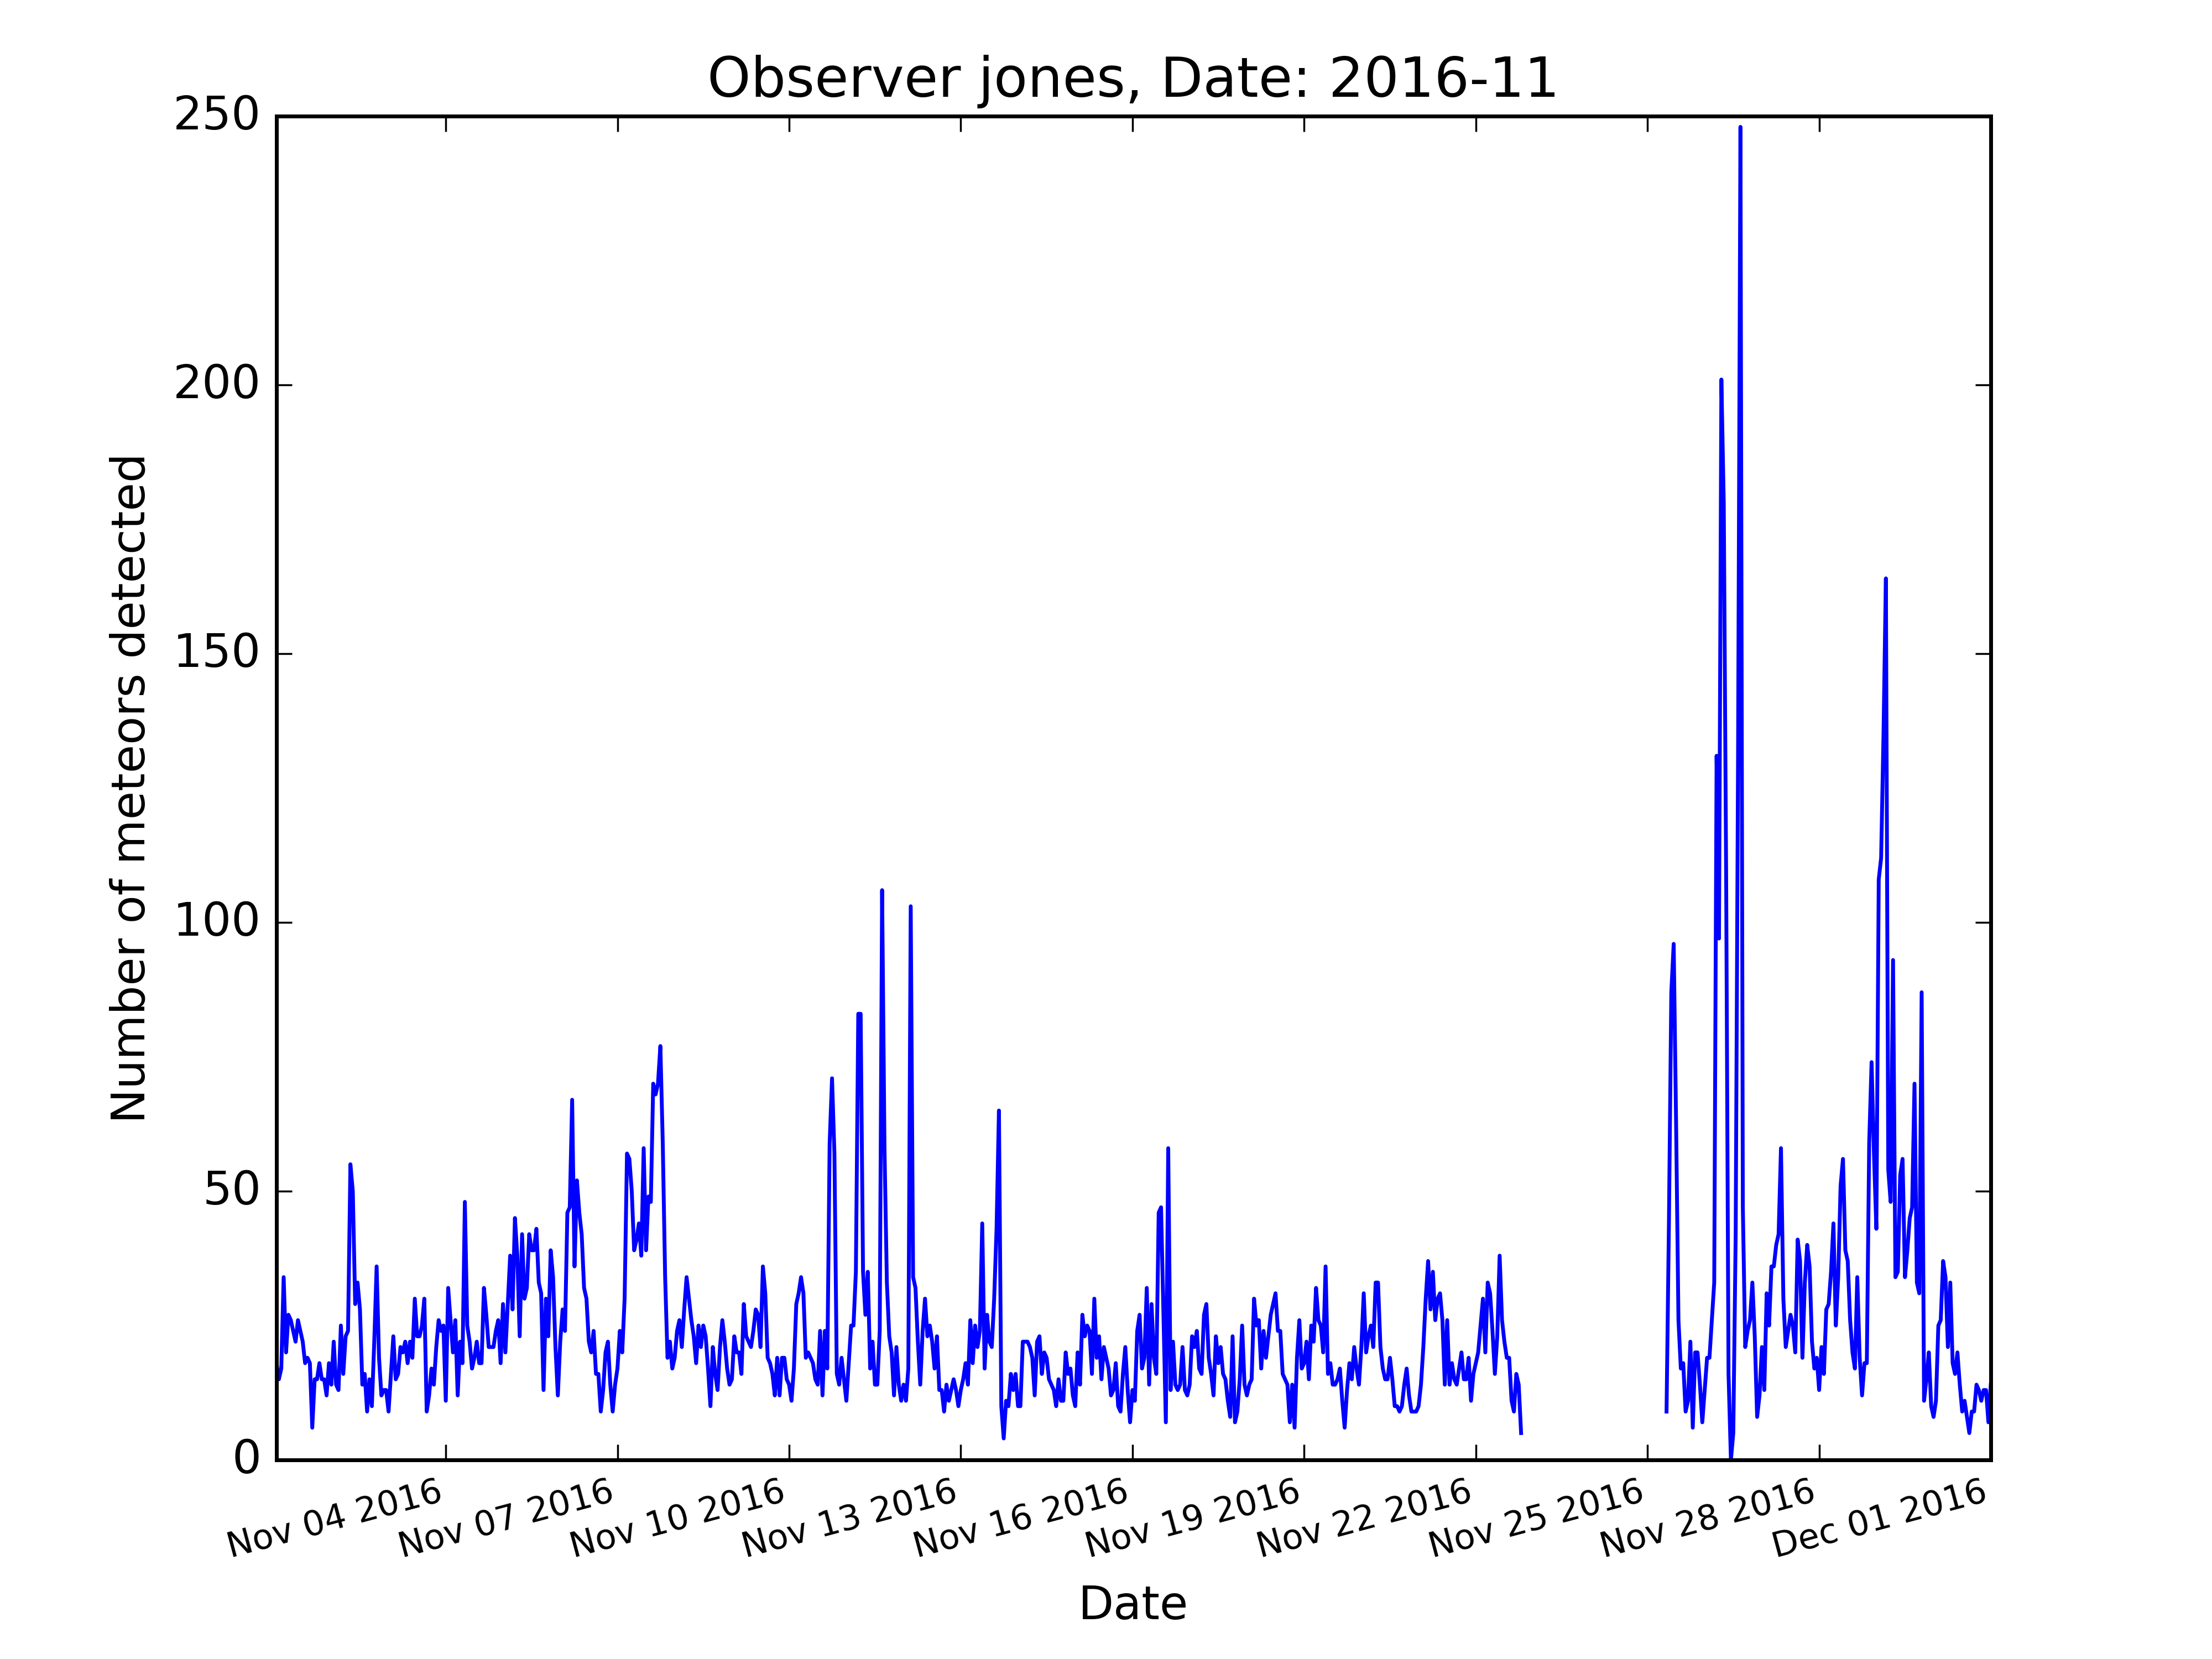 Observer jones, Date: 2016-11
250
200
150
100
50
0
Number of meteors detected
Nov 04 2016
Nov 07 2016
Nov 10 2016
Nov 13 2016
Nov 16 2016
Nov 19 2016
Nov 22 2016
Nov 25 2016
Nov 28 2016
Dec 01 2016
Date